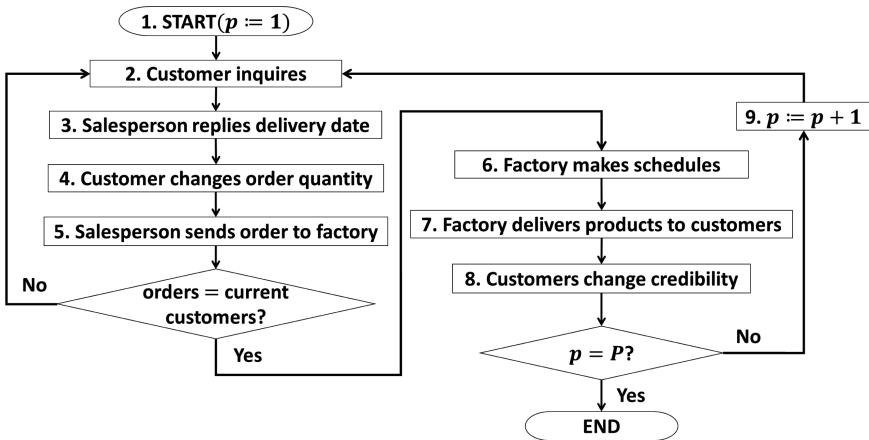 1. START(p ≔ 1)
2. Customer inquires
3. Salesperson replies delivery date
4. Customer changes order quantity
5. Salesperson sends order to factory
orders = current
customers?
No
Yes
6. Factory makes schedules
7. Factory delivers products to customers
8. Customers change credibility
p = P?
No
Yes
9. p ≔ p + 1
END